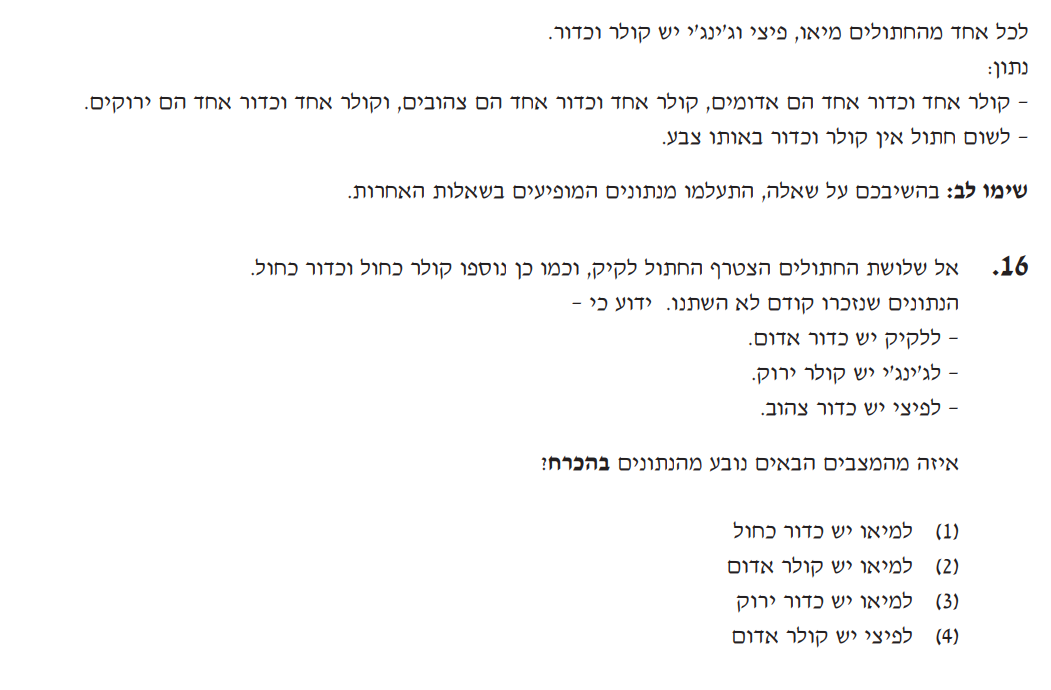 לכל אחד מהחתולים מיאו, פיצי וג'ינג'י יש קולר וכדור.
נתון:
– קולר אחד וכדור אחד הם אדומים, קולר אחד וכדור אחד הם צהובים, וקולר אחד וכדור אחד הם ירוקים.
– לשום חתול אין קולר וכדור באותו צבע.
שימו לב: בהשיבכם על שאלה, התעלמו מנתונים המופיעים בשאלות האחרות.
16. אל שלושת החתולים הצטרף החתול לקיק, וכמו כן נוספו קולר כחול וכדור כחול.
הנתונים שנזכרו קודם לא השתנו. ידוע כי –
– ללקיק יש כדור אדום.
– לג'ינג'י יש קולר ירוק.
– לפיצי יש כדור צהוב.
איזה מהמצבים הבאים נובע מהנתונים בהכרח?
(1) למיאו יש כדור כחול
(2) למיאו יש קולר אדום
(3) למיאו יש כדור ירוק
(4) לפיצי יש קולר אדום